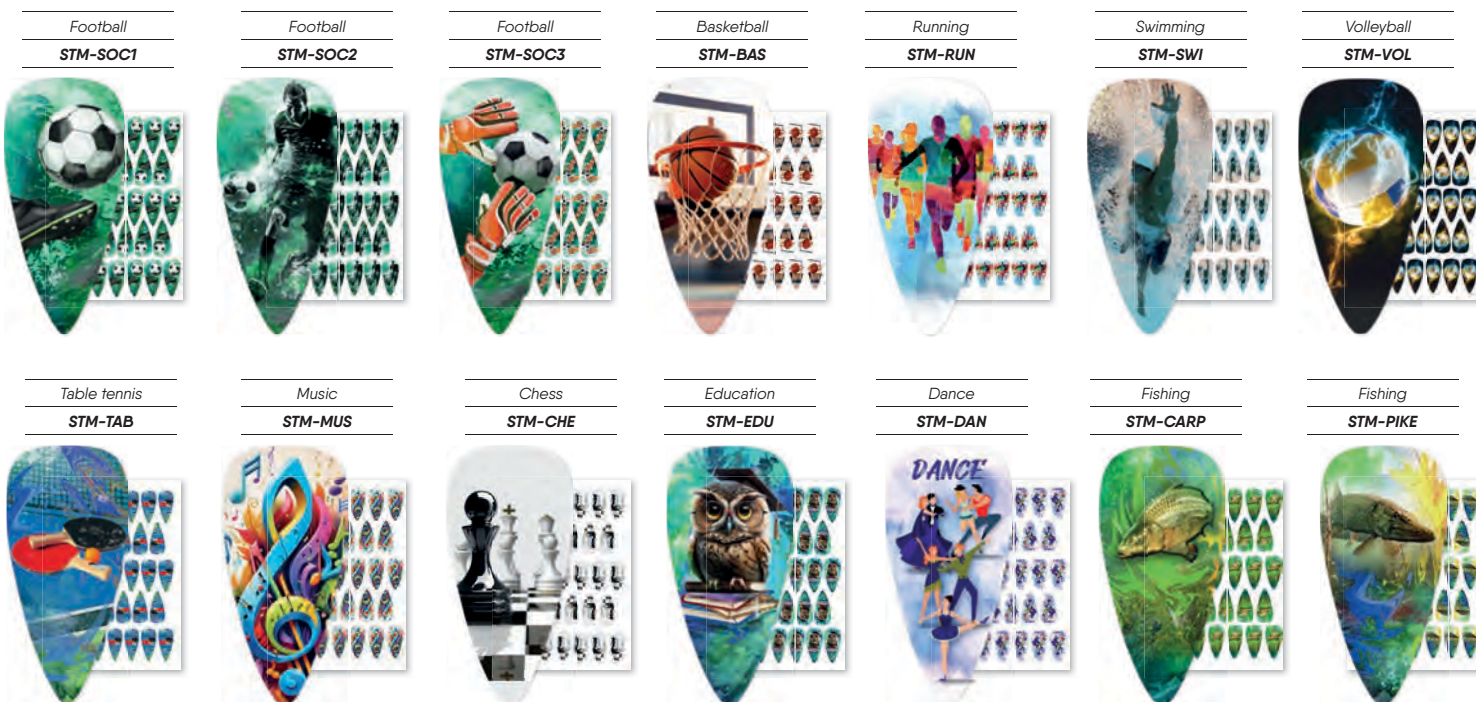 Football
STM-SOC1
Football
STM-SOC2
Football
STM-SOC3
Basketball
STM-BAS
Running
STM-RUN
Swimming
STM-SWI
Volleyball
STM-VOL
Table tennis
STM-TAB
Music
STM-MUS
Chess
STM-CHE
Education
STM-EDU
Dance
STM-DAN
DANCE
Fishing
STM-CARP
Fishing
STM-PIKE